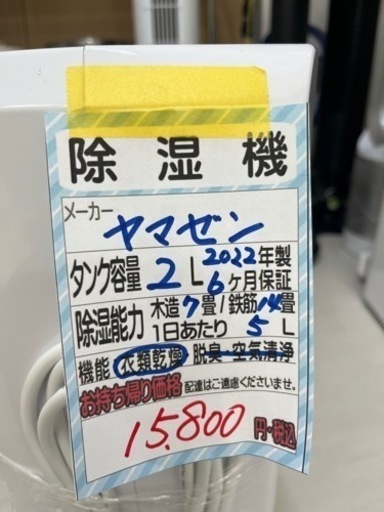 除湿機
メーカー
ヤマゼン
2022年製
タンク容量 2L 6ヶ月保証
除湿能力 木造7畳/鉄筋14畳
1日あたり 5L
機能 衣類乾燥・脱臭・空気清浄
お持ち帰り価格 配達はご遠慮くださいませ。
15.800 円・税込